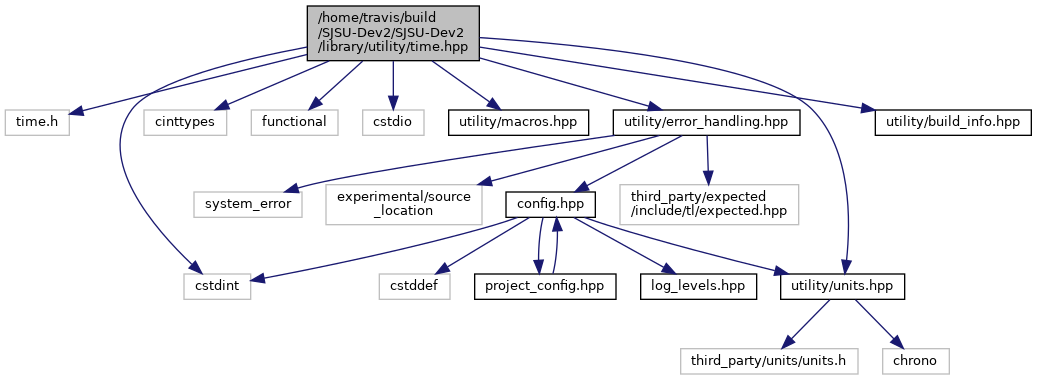 /home/travis/build
/SJSU-Dev2/SJSU-Dev2
/library/utility/time.hpp
time.h
cinttypes
functional
cstdio
utility/macros.hpp
utility/error_handling.hpp
utility/build_info.hpp
system_error
experimental/source
_location
config.hpp
third_party/expected
/include/tl/expected.hpp
cstdint
cstddef
project_config.hpp
log_levels.hpp
utility/units.hpp
third_party/units/units.h
chrono